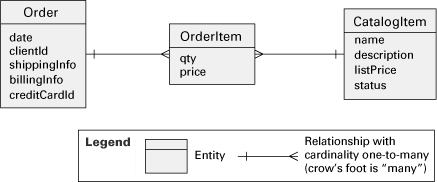 Order
date
clientId
shippingInfo
billingInfo
creditCardId
OrderItem
qty
price
CatalogItem
name
description
listPrice
status
Legend
Entity
Relationship with
cardinality one-to-many
(crow's foot is "many")